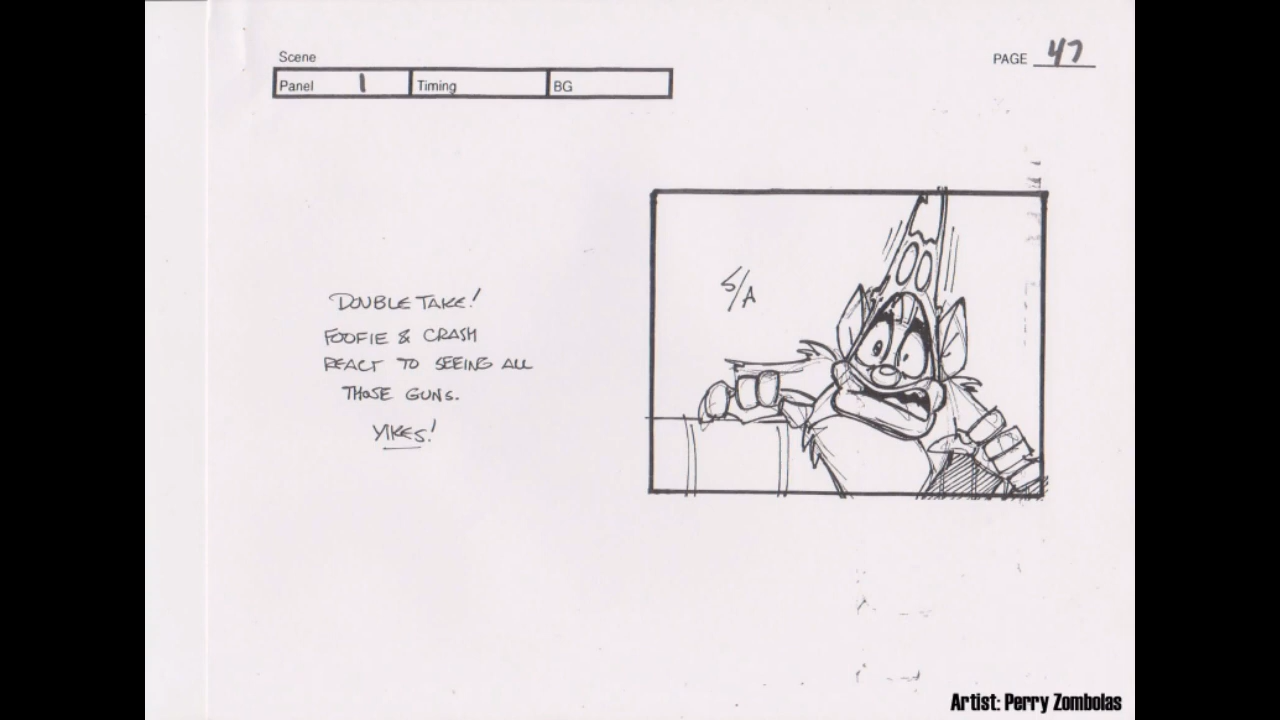 Scene
PAGE 47
Panel 1 Timing BG
S/A
DOUBLE TAKE!
FOOFIE & CRASH
REACT TO SEEING ALL
THOSE GUNS.
YIKES!
Artist: Perry Zombolas